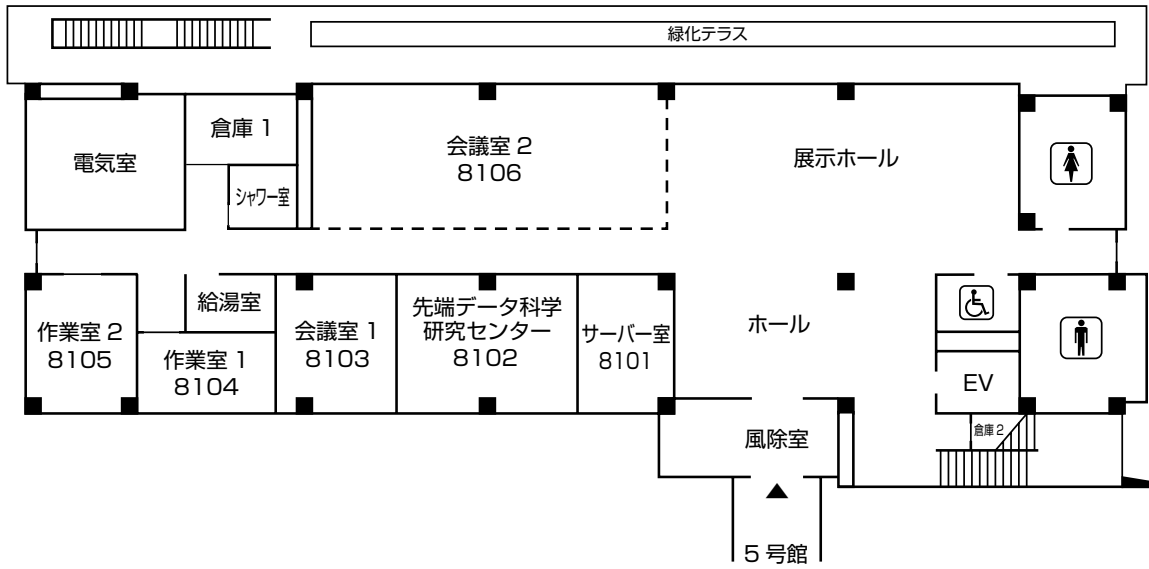 緑化テラス
電気室
倉庫 1
シャワー室
会議室 2
8106
展示ホール
作業室 2
8105
給湯室
作業室 1
8104
会議室 1
8103
先端データ科学
研究センター
8102
サーバー室
8101
ホール
EV
風除室
倉庫 2
5 号館